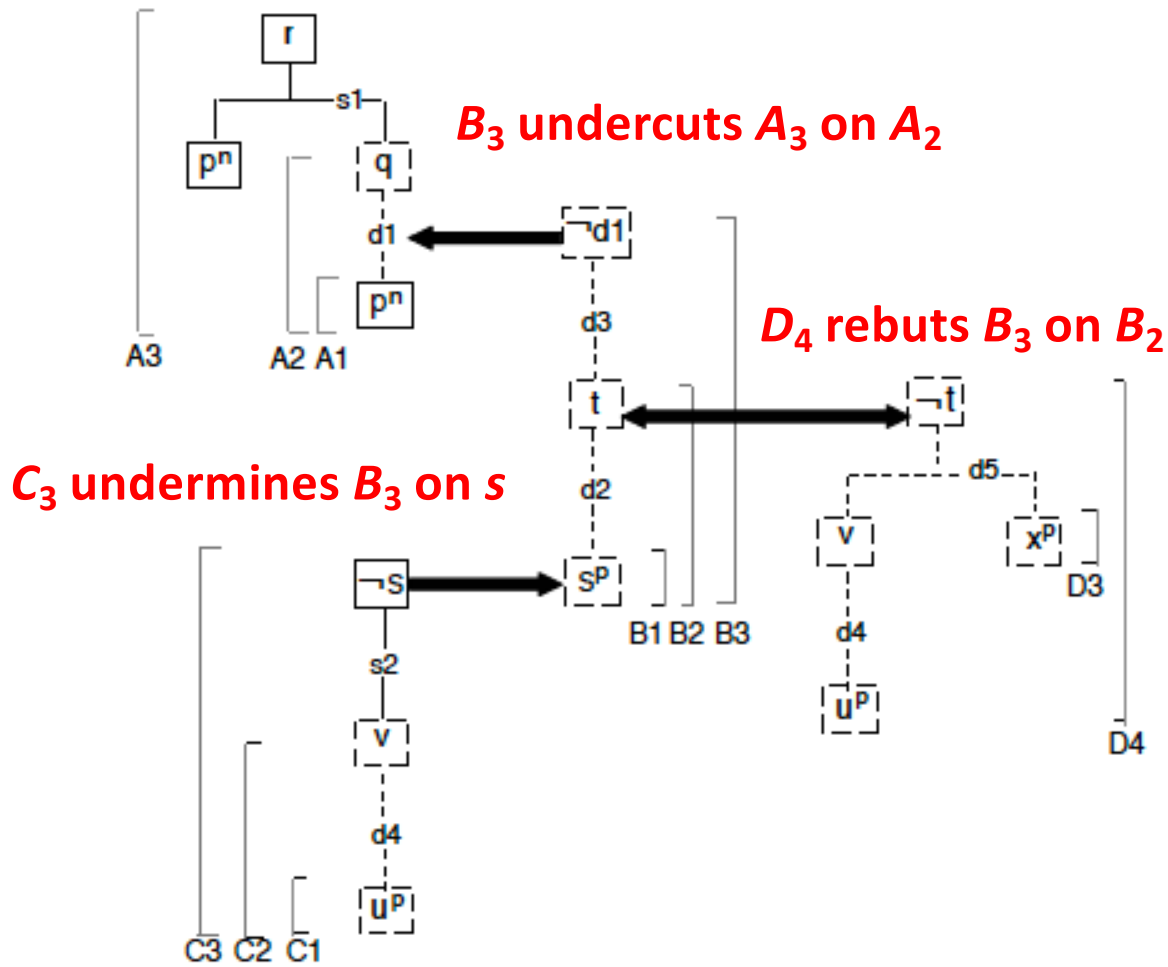 r
s1
B3 undercuts A3 on A2
pn
q
¬d1
d1
pn
d3
D4 rebuts B3 on B2
A3
A2 A1
t
¬t
C3 undermines B3 on s
d2
d5
v
xp
¬s
sp
D3
B1 B2 B3
s2
d4
v
up
D4
d4
up
C3 C2 C1